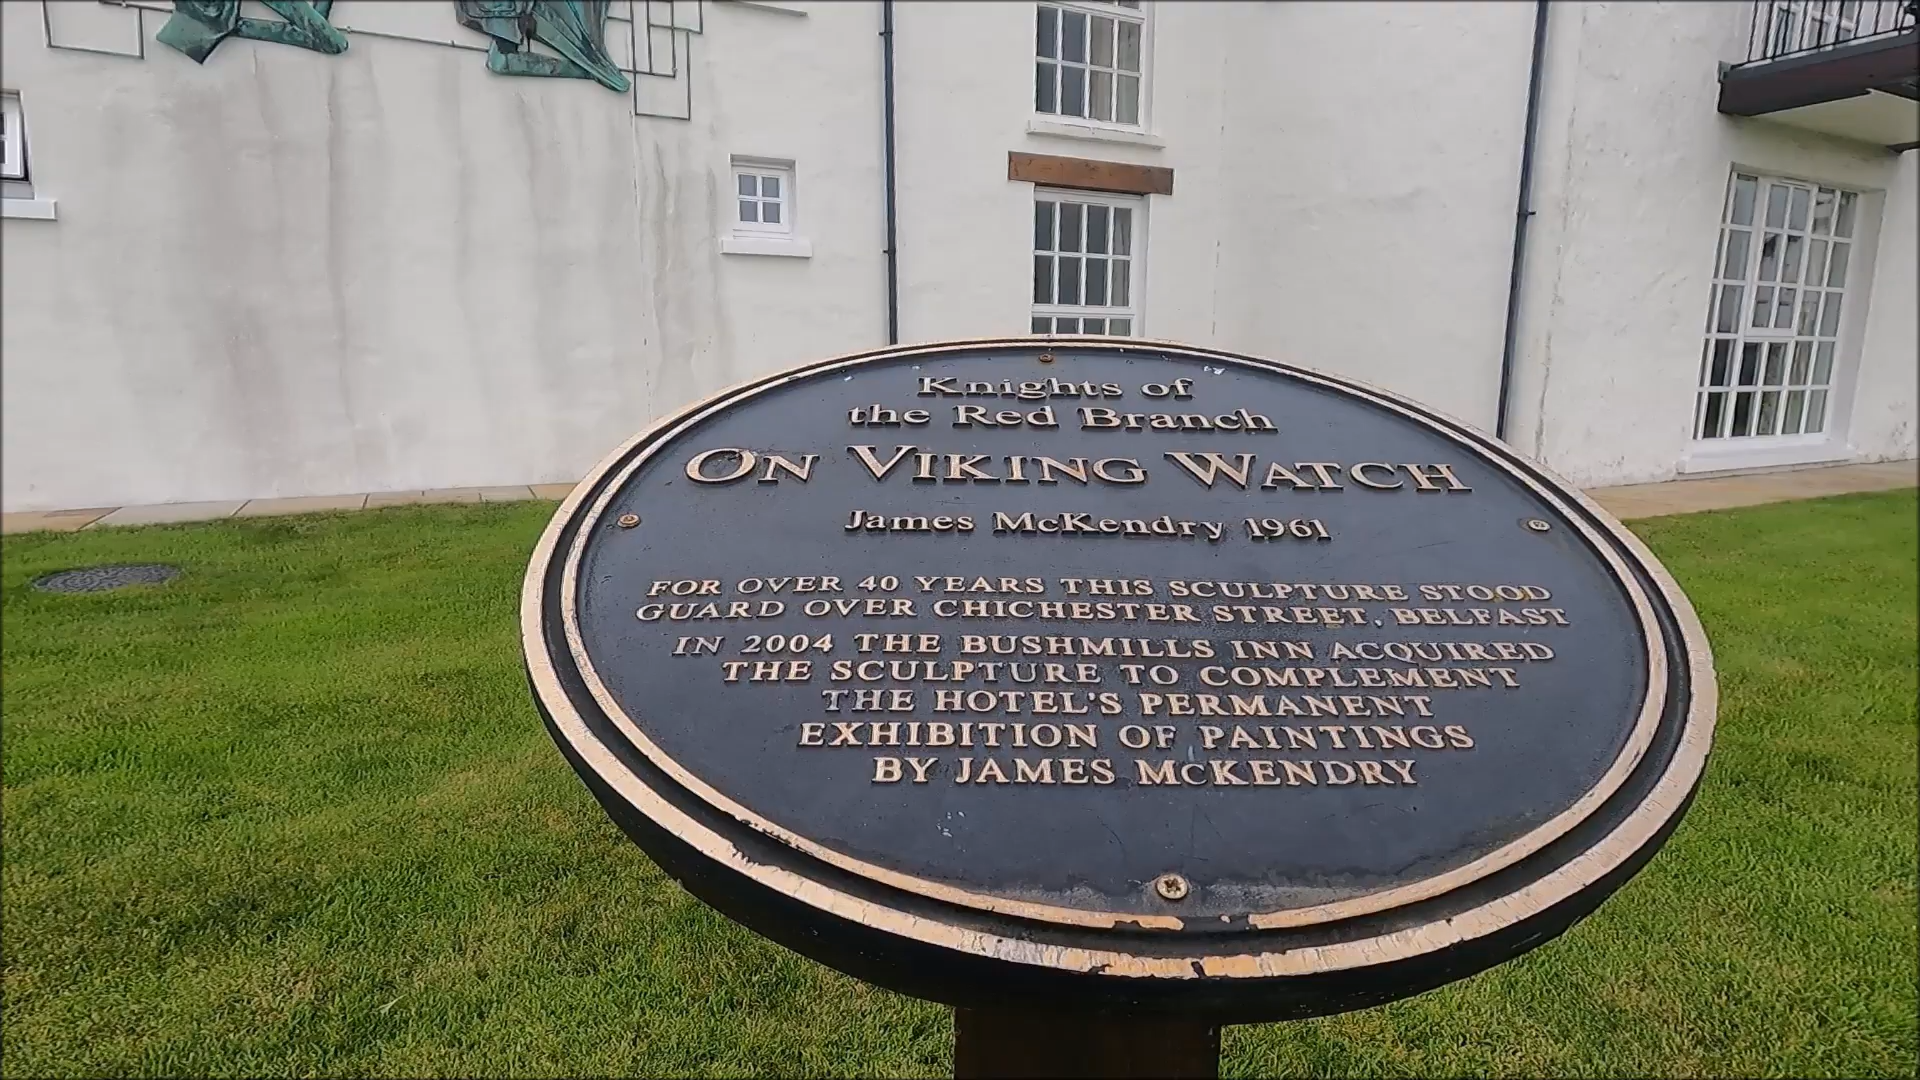 Knights of
the Red Branch
ON VIKING WATCH
James McKendry 1961
FOR OVER 40 YEARS THIS SCULPTURE STOOD
GUARD OVER CHICHESTER STREET, BELFAST
IN 2004 THE BUSHMILLS INN ACQUIRED
THE SCULPTURE TO COMPLEMENT
THE HOTEL'S PERMANENT
EXHIBITION OF PAINTINGS
BY JAMES McKENDRY